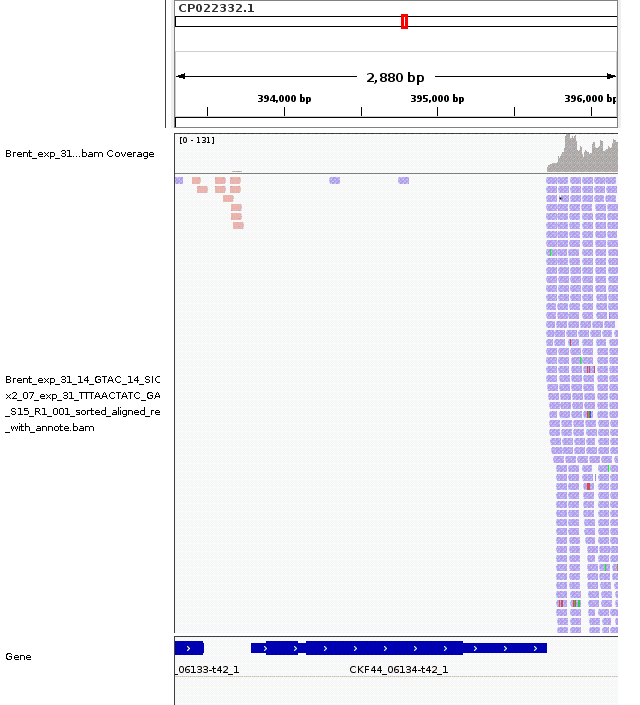 CP022332.1
2,880 bp
394,000 bp 395,000 bp 396,000 bp
[0 - 131]
Brent_exp_31...bam Coverage
Brent_exp_31_14_GTAC_14_SIC
x2_07_exp_31_TTTAACTATC_GA
_S15_R1_001_sorted_aligned_re
_with_annote.bam
Gene
_06133-t42_1 CKF44_06134-t42_1